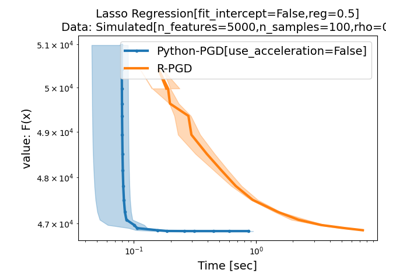 Lasso Regression[fit_intercept=False,reg=0.5]
Data: Simulated[n_features=5000,n_samples=100,rho=0
Python-PGD[use_acceleration=False]
R-PGD
value: F(x)
5.1 × 10⁴
5 × 10⁴
4.9 × 10⁴
4.8 × 10⁴
4.7 × 10⁴
10⁻¹
10⁰
Time [sec]